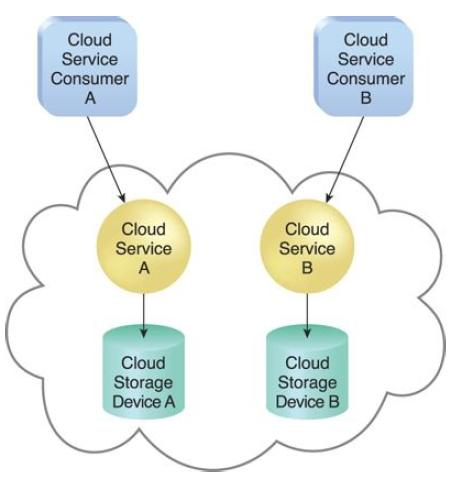 Cloud
Service
Consumer
A
Cloud
Service
Consumer
B
Cloud
Service
A
Cloud
Service
B
Cloud
Storage
Device A
Cloud
Storage
Device B